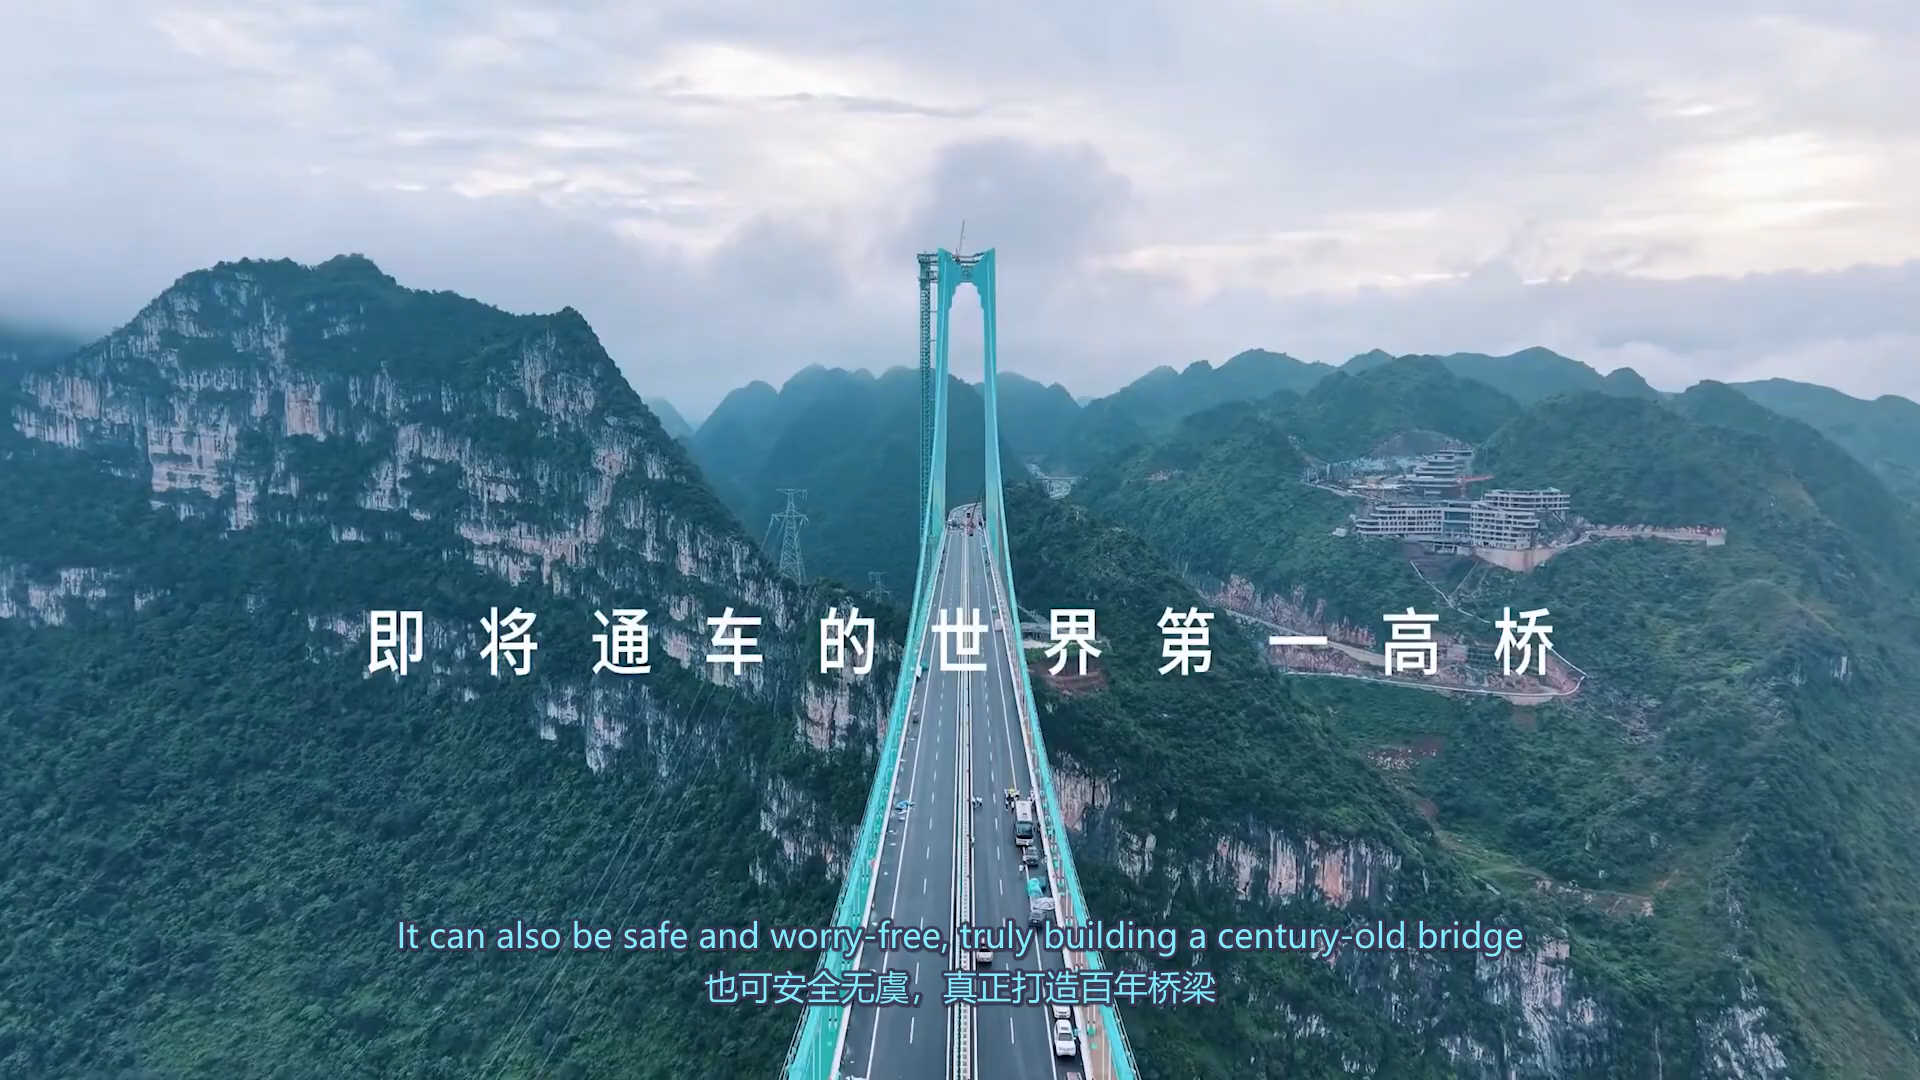 即将通车的世界第一高桥
It can also be safe and worry-free, truly building a century-old bridge
也可安全无虞，真正打造百年桥梁